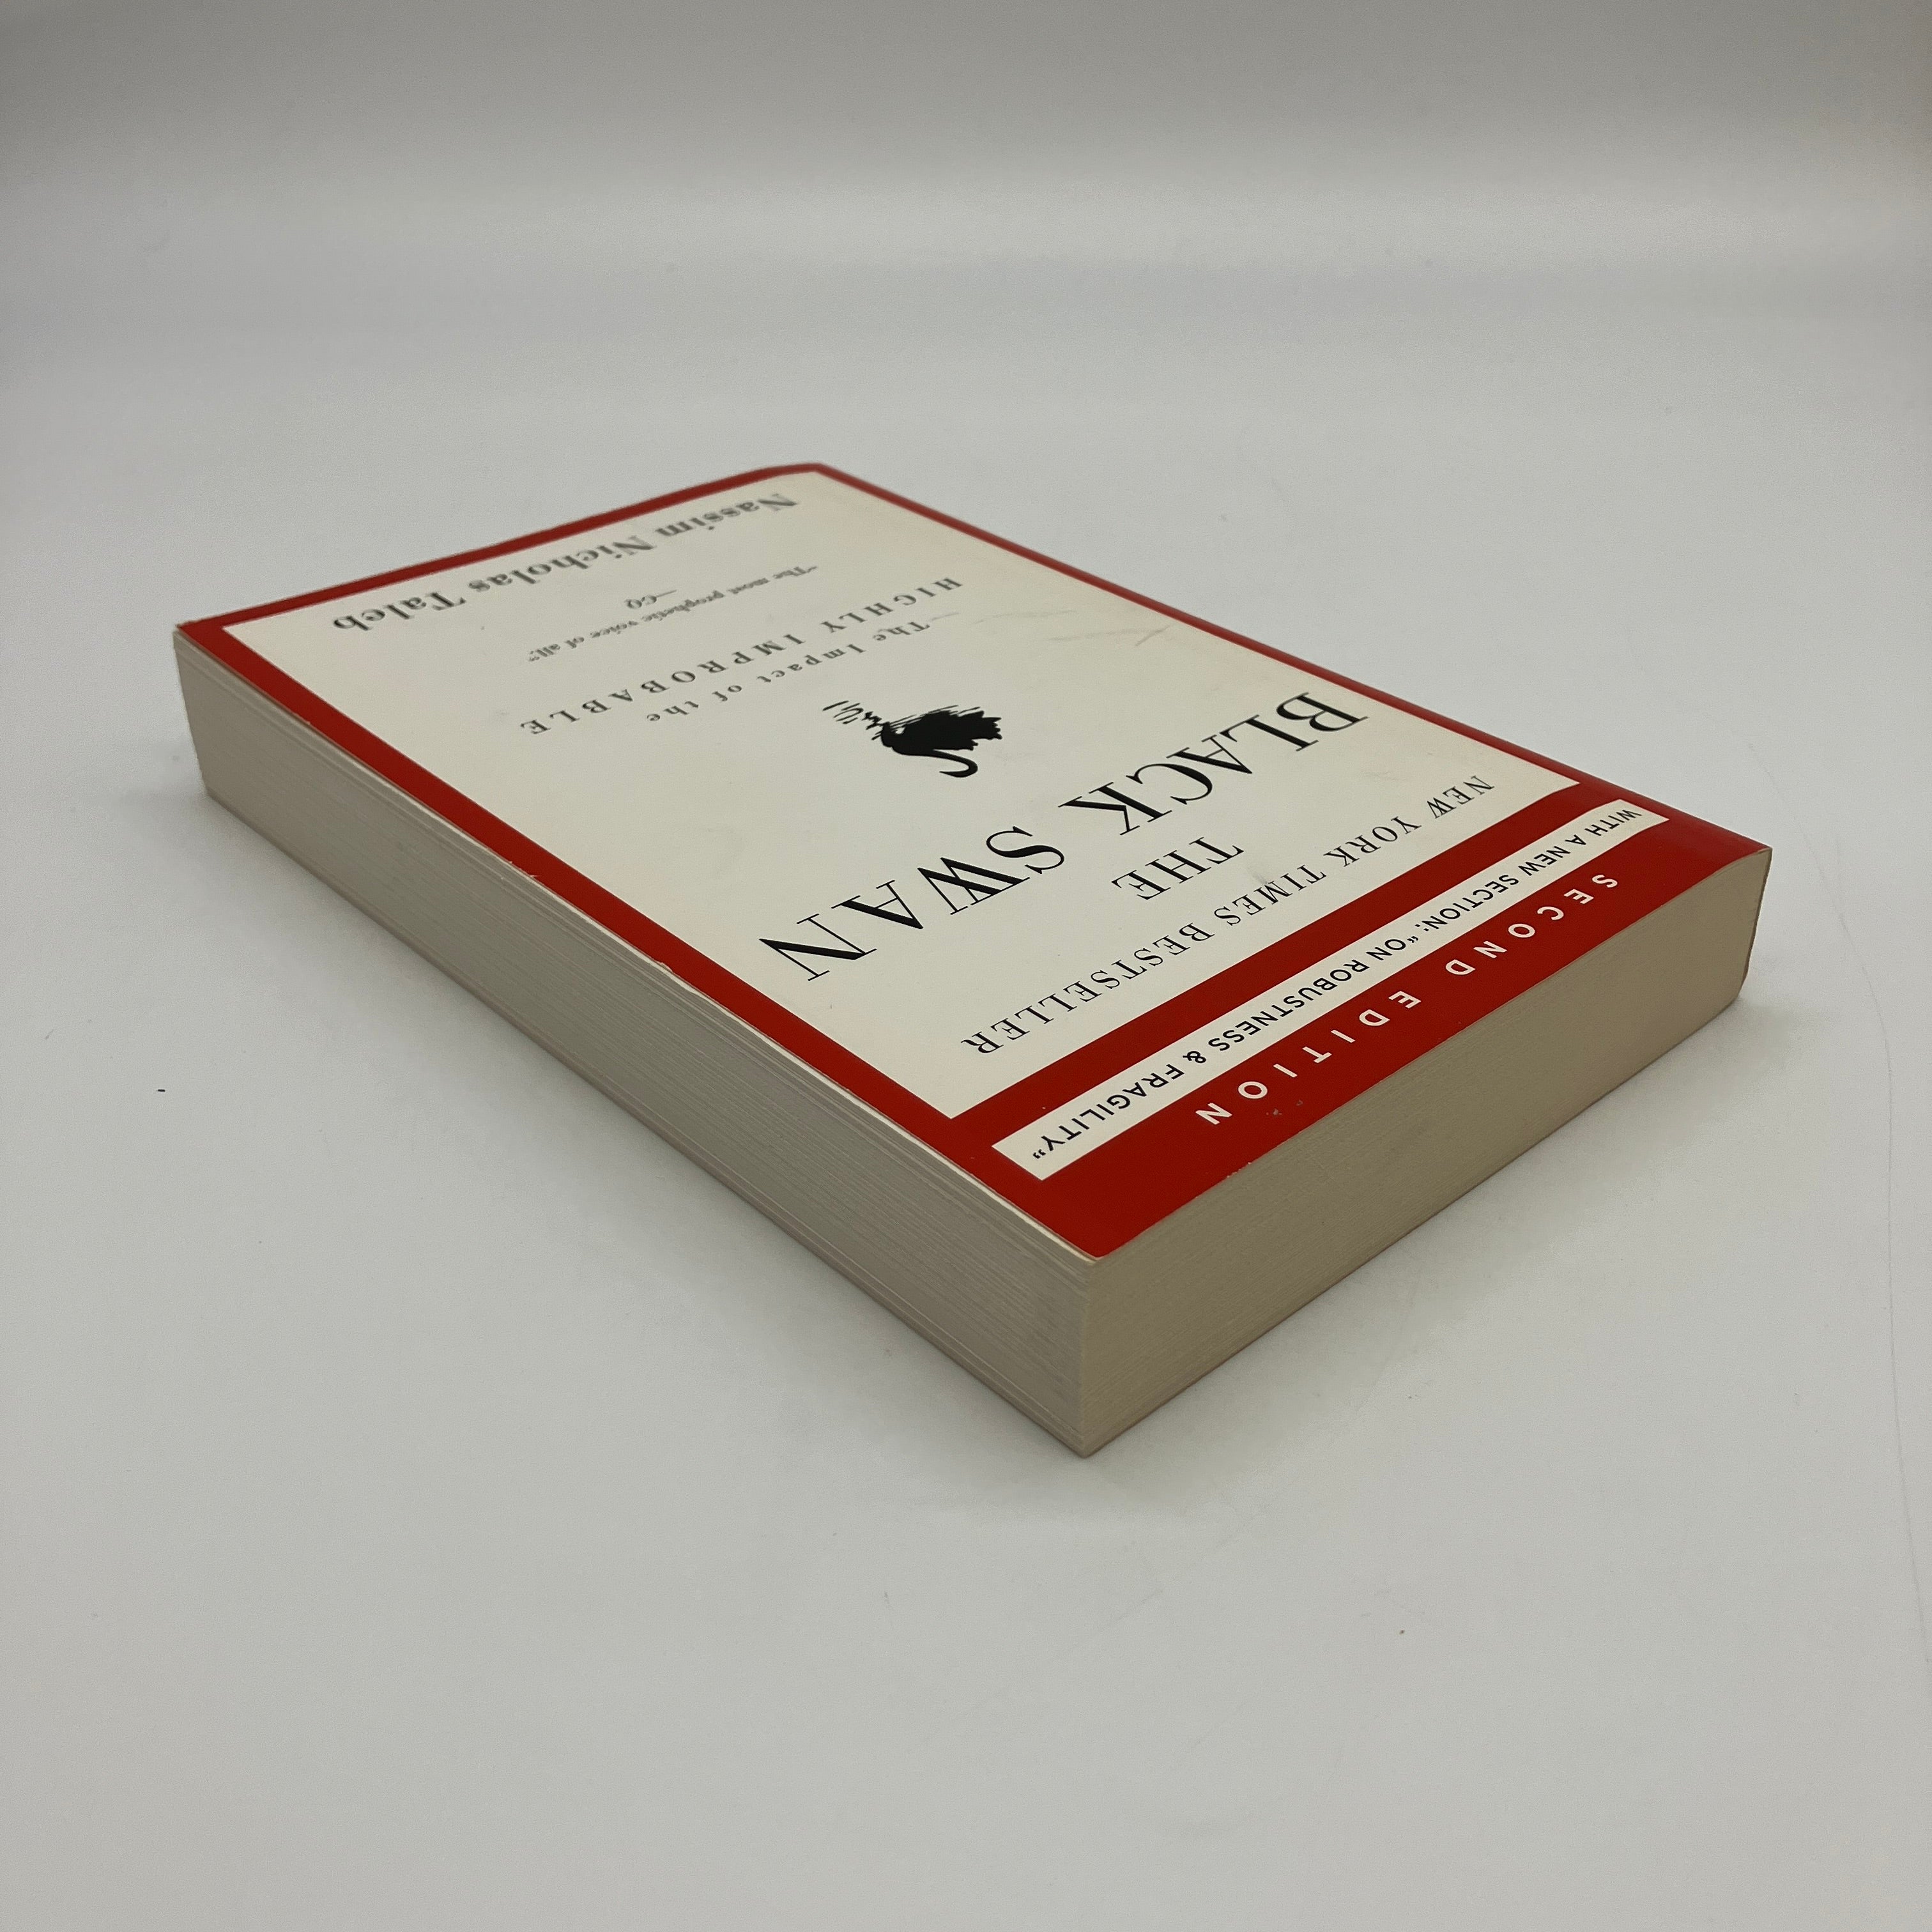 SECOND EDITION
WITH A NEW SECTION: “ON ROBUSTNESS & FRAGILITY”
NEW YORK TIMES BESTSELLER
THE
BLACK SWAN
The Impact of the
HIGHLY IMPROBABLE
“The most prophetic voice of all.”
—GQ
Nassim Nicholas Taleb